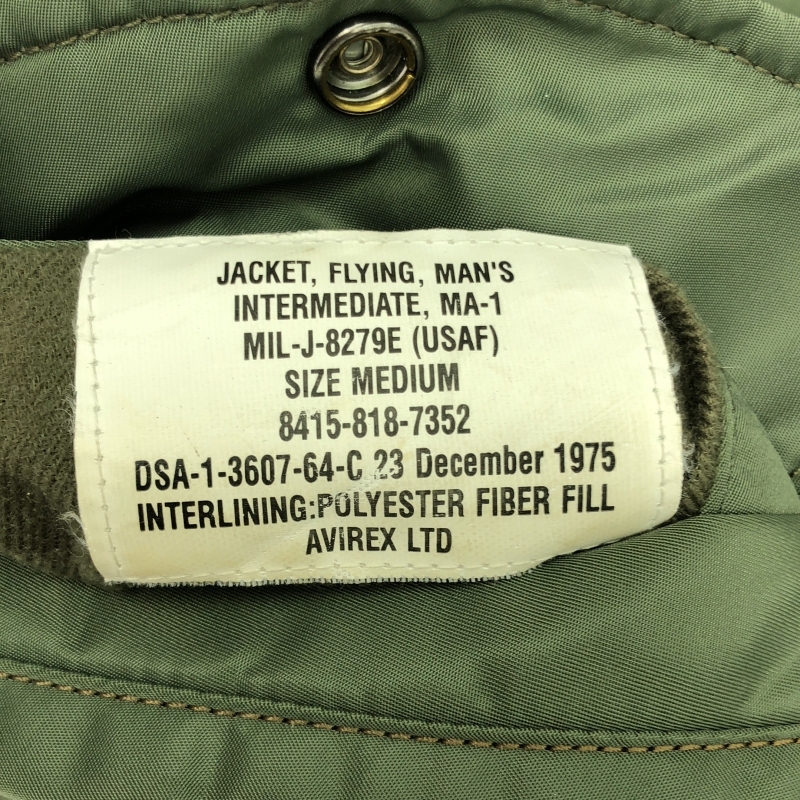 JACKET, FLYING, MAN'S
INTERMEDIATE, MA-1
MIL-J-8279E (USAF)
SIZE MEDIUM
8415-818-7352
DSA-1-3607-64-C 23 December 1975
INTERLINING:POLYESTER FIBER FILL
AVIREX LTD